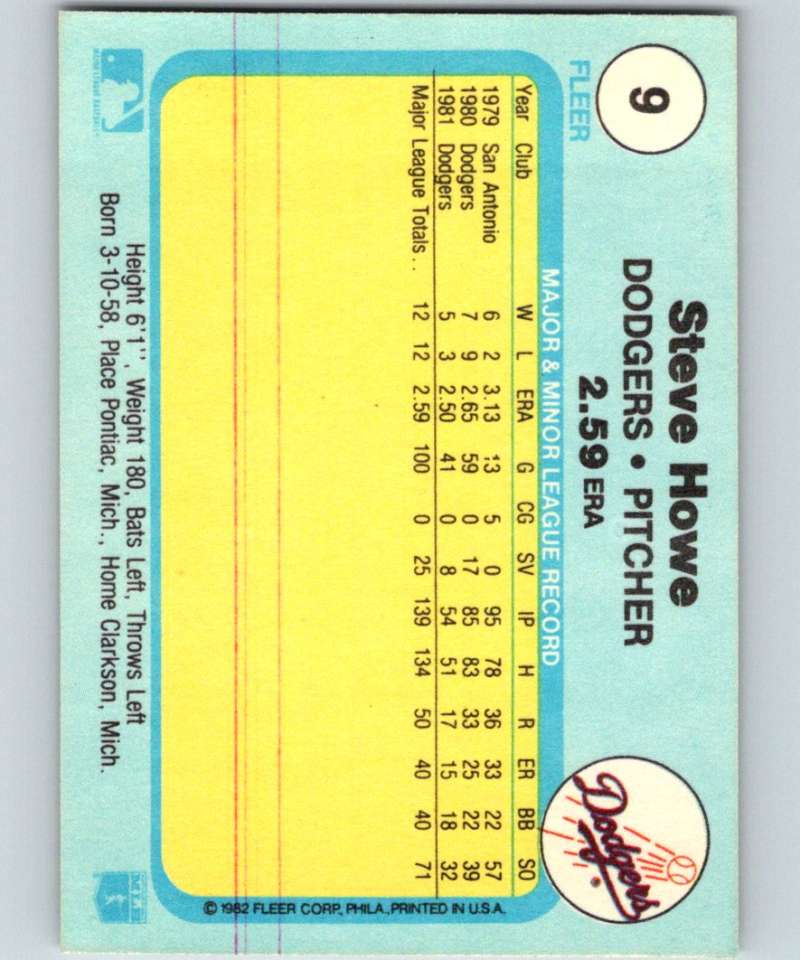 9
Steve Howe
DODGERS • PITCHER
2.59 ERA
Dodgers
FLEER
MAJOR & MINOR LEAGUE RECORD
Year Club W L ERA G CG SV IP H R ER BB SO
1979 San Antonio 6 2 3.13 13 5 0 95 78 36 33 22 57
1980 Dodgers 7 9 2.65 59 0 17 85 83 33 25 22 39
1981 Dodgers 5 3 2.50 41 0 8 54 51 17 15 18 32
Major League Totals . . 12 12 2.59 100 0 25 139 134 50 40 40 71
© 1982 FLEER CORP., PHILA., PRINTED IN U.S.A.
Height 6'1'', Weight 180, Bats Left, Throws Left
Born 3-10-58, Place Pontiac, Mich., Home Clarkson, Mich.